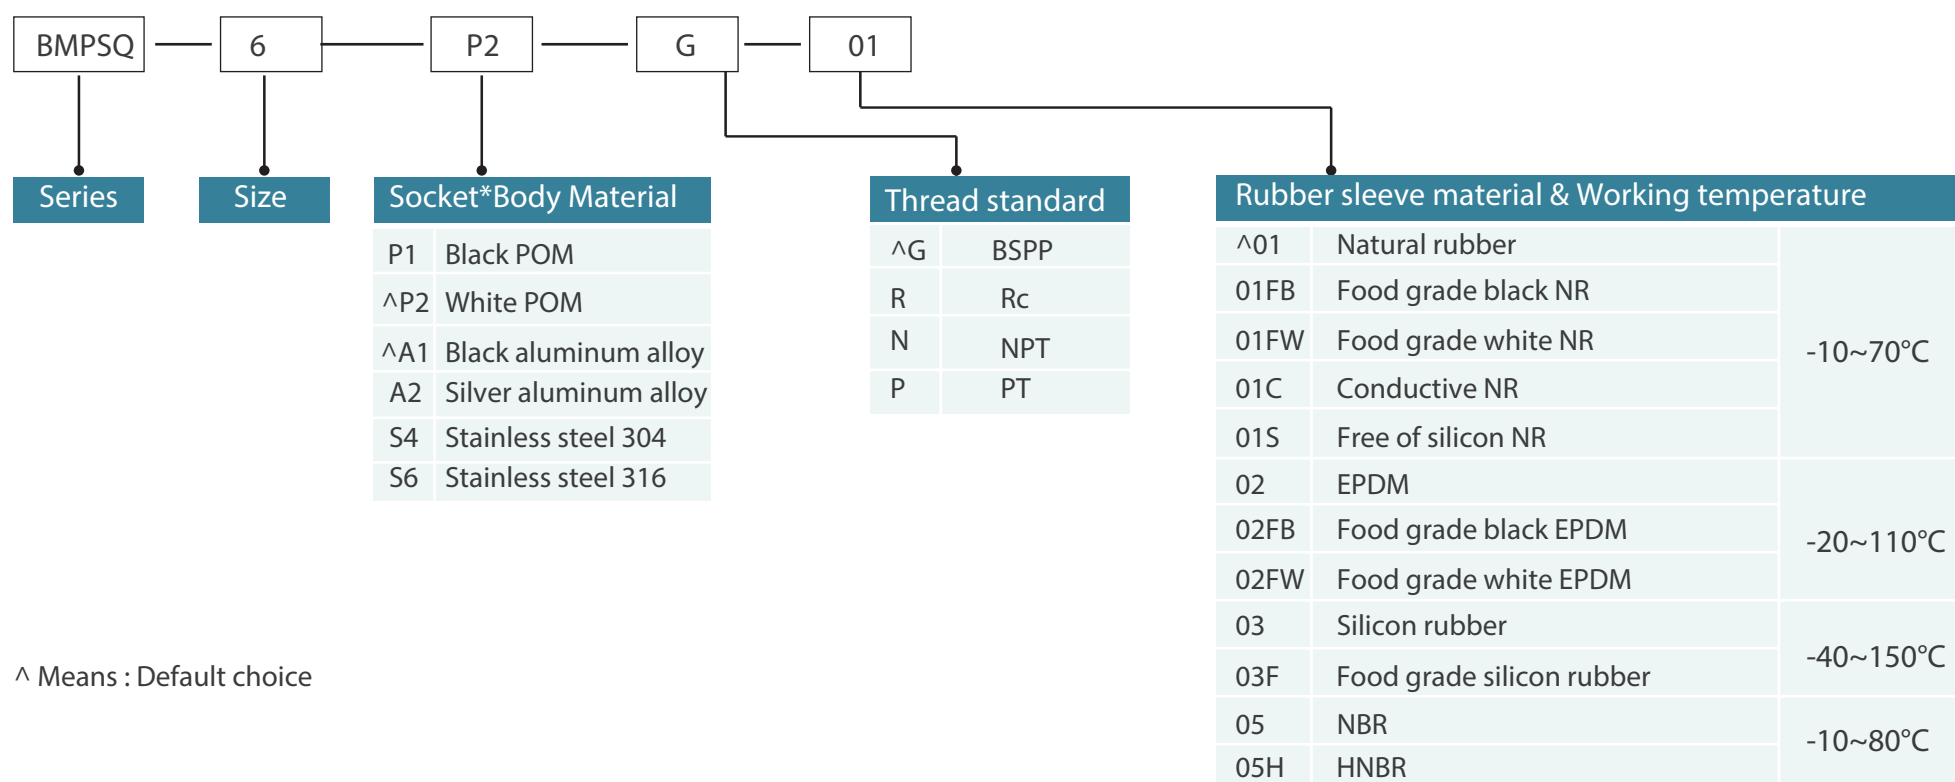 BMPSQ 6 P2 G 01
Series
Size
Socket*Body Material
P1 Black POM
^P2 White POM
^A1 Black aluminum alloy
A2 Silver aluminum alloy
S4 Stainless steel 304
S6 Stainless steel 316
Thread standard
^G BSPP
R Rc
N NPT
P PT
Rubber sleeve material & Working temperature
^01 Natural rubber
01FB Food grade black NR
01FW Food grade white NR
01C Conductive NR
01S Free of silicon NR
-10~70°C
02 EPDM
02FB Food grade black EPDM
02FW Food grade white EPDM
-20~110°C
03 Silicon rubber
03F Food grade silicon rubber
-40~150°C
05 NBR
05H HNBR
-10~80°C
^ Means : Default choice